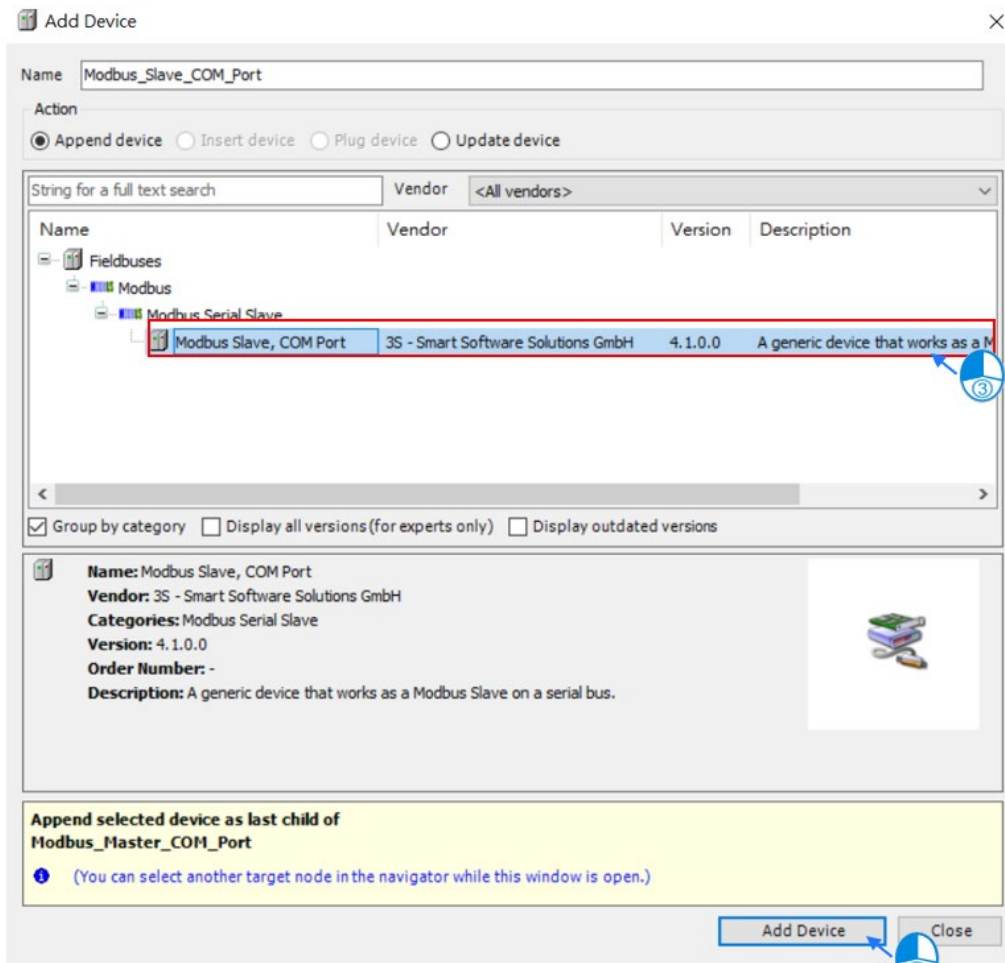 Add Device
Name Modbus_Slave_COM_Port
Action
Append device Insert device Plug device Update device
String for a full text search Vendor <All vendors>
Name Vendor Version Description
Fieldbuses
Modbus
Modbus Serial Slave
Modbus Slave, COM Port 3S - Smart Software Solutions GmbH 4.1.0.0 A generic device that works as a M
③
Group by category Display all versions (for experts only) Display outdated versions
Name: Modbus Slave, COM Port
Vendor: 3S - Smart Software Solutions GmbH
Categories: Modbus Serial Slave
Version: 4.1.0.0
Order Number: -
Description: A generic device that works as a Modbus Slave on a serial bus.
Append selected device as last child of
Modbus_Master_COM_Port
(You can select another target node in the navigator while this window is open.)
Add Device Close